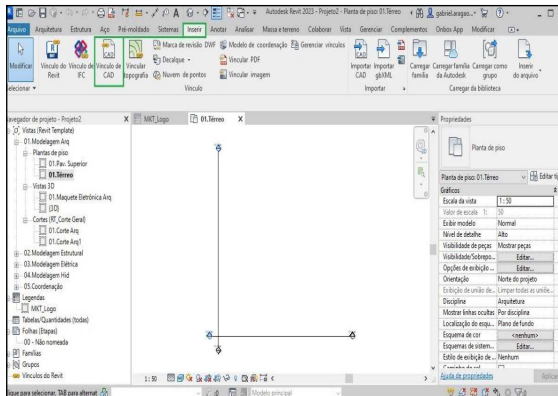 Autodesk Revit 2023 - Projeto2 - Planta de piso: 01.Térreo
gabrielaragao...
Arquivo Arquitetura Estrutura Aço Pré-moldado Sistemas Inserir Anotar Analisar Massa e terreno Colaborar Vista Gerenciar Complementos Onbox App Modificar
Modificar
Vínculo do Revit
Vínculo de IFC
Vínculo de CAD
Vincular topografia
Marca de revisão DWF
Decalque
Nuvem de pontos
Modelo de coordenação
Vincular PDF
Vincular imagem
Gerenciar vínculos
Importar CAD
Importar gbXML
Carregar família
Carregar família da Autodesk
Carregar como grupo
Inserir do arquivo
Selecionar
Vínculo
Importar
Carregar da biblioteca
Navegador de projeto - Projeto2
Vistas (Revit Template)
01.Modelagem Arq
Plantas de piso
01.Pav. Superior
01.Térreo
Vistas 3D
01.Maquete Eletrônica Arq
{3D}
Cortes (RT_Corte Geral)
01.Corte Arq
01.Corte Arq1
02.Modelagem Estrutural
03.Modelagem Elétrica
04.Modelagem Hid
05.Coordenação
Legendas
MKT_Logo
Tabelas/Quantidades (todas)
Folhas (Etapas)
00 - Não nomeada
Famílias
Grupos
Vínculos do Revit
MKT_Logo
01.Térreo
1 : 50
Propriedades
Planta de piso
Planta de piso: 01.Térreo
Editar ti
Gráficos
Escala da vista 1 : 50
Valor de escala 1: 50
Exibir modelo Normal
Nível de detalhe Alto
Visibilidade de peças Mostrar peças
Visibilidade/Sobrepo... Editar...
Opções de exibição ... Editar...
Orientação Norte do projeto
Exibição de união de... Limpar todas as uniõe...
Disciplina Arquitetura
Mostrar linhas ocultas Por disciplina
Localização do esqu... Plano de fundo
Esquema de cor <nenhum>
Esquemas de sistem... Editar...
Estilo de exibição de ... Nenhum
Caminho do sol
Ajuda de propriedades
Aplicar
Clique para selecionar, TAB para alternat
Modelo principal